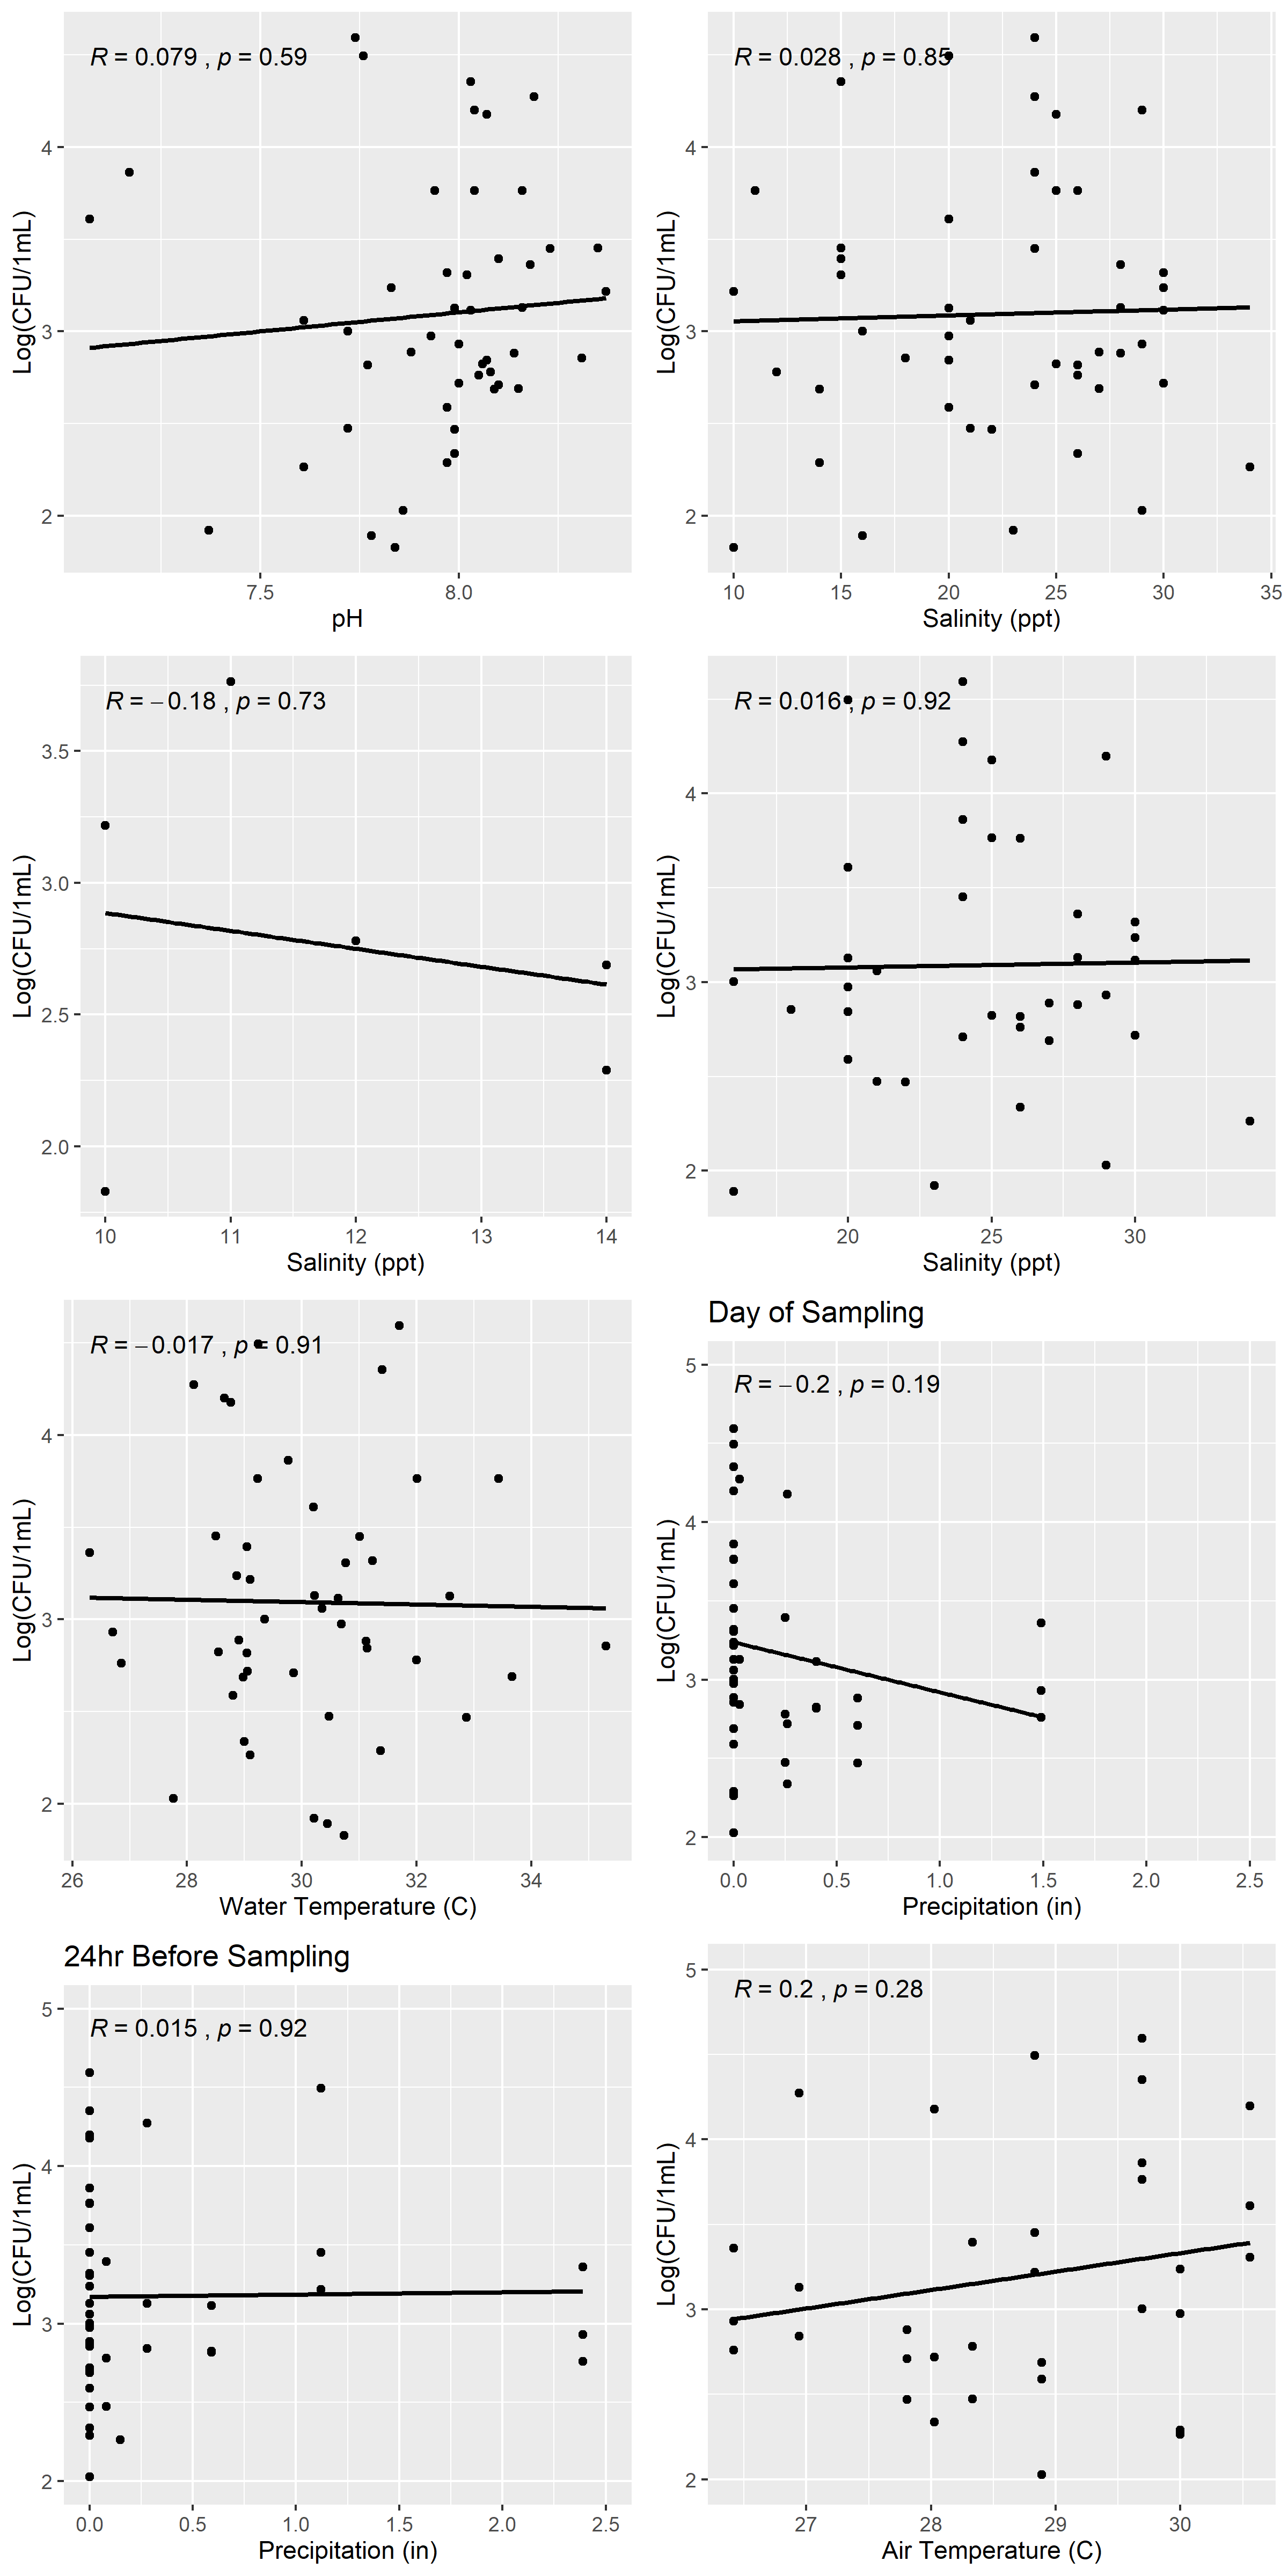 R = 0.079 , p = 0.59
4
3
2
Log(CFU/1mL)
7.5 8.0
pH
R = 0.028 , p = 0.85
4
3
2
Log(CFU/1mL)
10 15 20 25 30 35
Salinity (ppt)
R = −0.18 , p = 0.73
3.5
3.0
2.5
2.0
Log(CFU/1mL)
10 11 12 13 14
Salinity (ppt)
R = 0.016 , p = 0.92
4
3
2
Log(CFU/1mL)
20 25 30
Salinity (ppt)
R = −0.017 , p = 0.91
4
3
2
Log(CFU/1mL)
26 28 30 32 34
Water Temperature (C)
Day of Sampling
R = −0.2 , p = 0.19
5
4
3
2
Log(CFU/1mL)
0.0 0.5 1.0 1.5 2.0 2.5
Precipitation (in)
24hr Before Sampling
R = 0.015 , p = 0.92
5
4
3
2
Log(CFU/1mL)
0.0 0.5 1.0 1.5 2.0 2.5
Precipitation (in)
R = 0.2 , p = 0.28
5
4
3
2
Log(CFU/1mL)
27 28 29 30
Air Temperature (C)